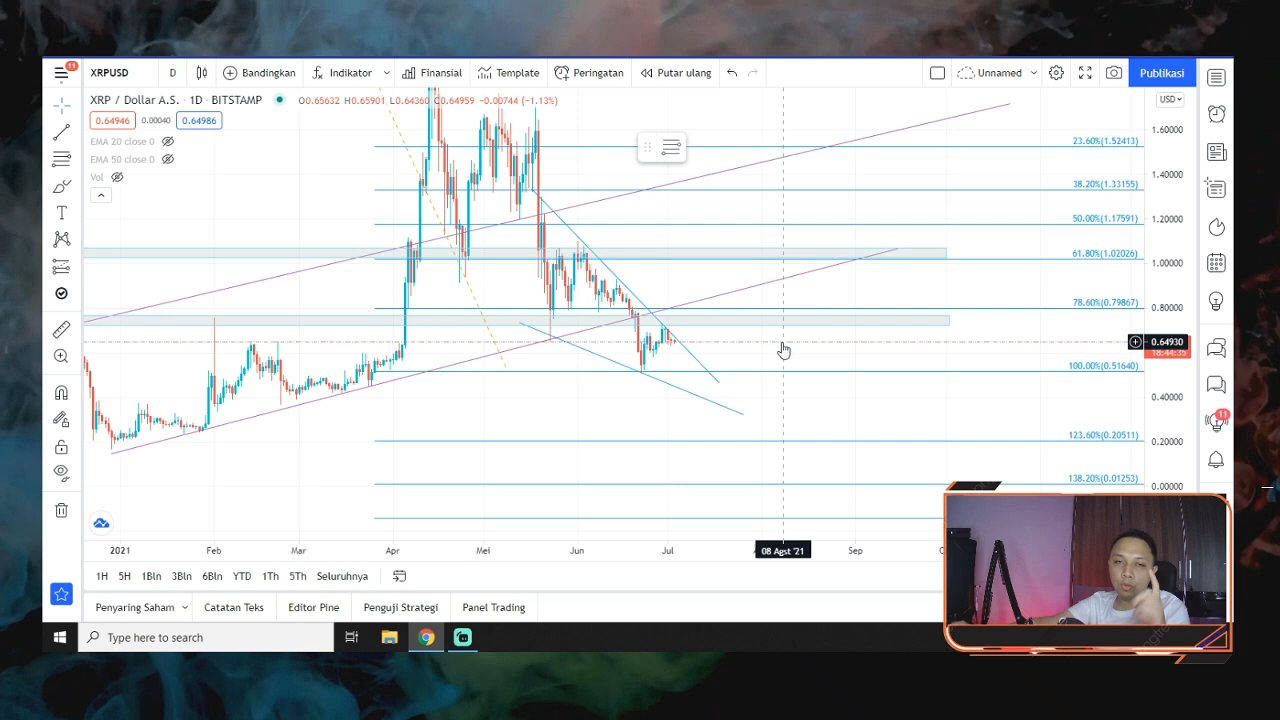 11
XRPUSD D Bandingkan Indikator Finansial Template Peringatan Putar ulang Unnamed Publikasi
XRP / Dollar A.S. · 1D · BITSTAMP O0.65632 H0.65901 L0.64360 C0.64959 −0.00744 (−1.13%)
USD
0.64946 0.00040 0.64986
EMA 20 close 0
EMA 50 close 0
Vol
1.60000
23.60%(1.52413)
1.40000
38.20%(1.33155)
1.20000
50.00%(1.17591)
61.80%(1.02026)
1.00000
78.60%(0.79867)
0.80000
0.64930
18:44:35
100.00%(0.51640)
0.40000
11
123.60%(0.20511)
0.20000
138.20%(0.01253)
0.00000
2021 Feb Mar Apr Mei Jun Jul 08 Agst '21 Sep
1H 5H 1Bln 3Bln 6Bln YTD 1Th 5Th Seluruhnya
Penyaring Saham Catatan Teks Editor Pine Penguji Strategi Panel Trading
Type here to search